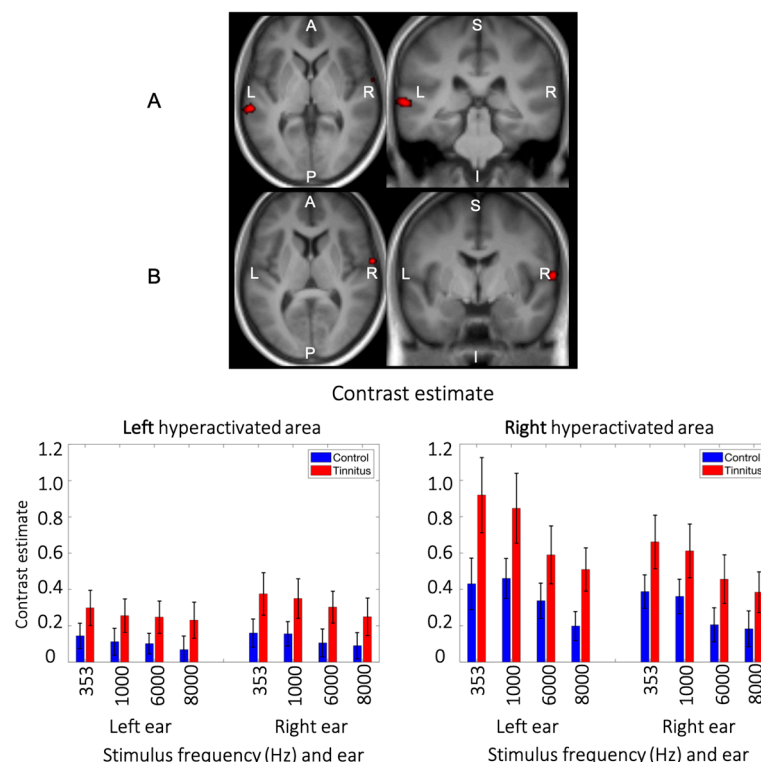 A
S
A
L
R
L
R
P
I
A
S
B
L
R
L
R
P
I
Contrast estimate
Left hyperactivated area
Right hyperactivated area
Contrast estimate
1.2
1.0
0.8
0.6
0.4
0.2
0
Control
Tinnitus
353
1000
6000
8000
353
1000
6000
8000
Left ear
Right ear
Stimulus frequency (Hz) and ear
1.2
1.0
0.8
0.6
0.4
0.2
0
Control
Tinnitus
353
1000
6000
8000
353
1000
6000
8000
Left ear
Right ear
Stimulus frequency (Hz) and ear